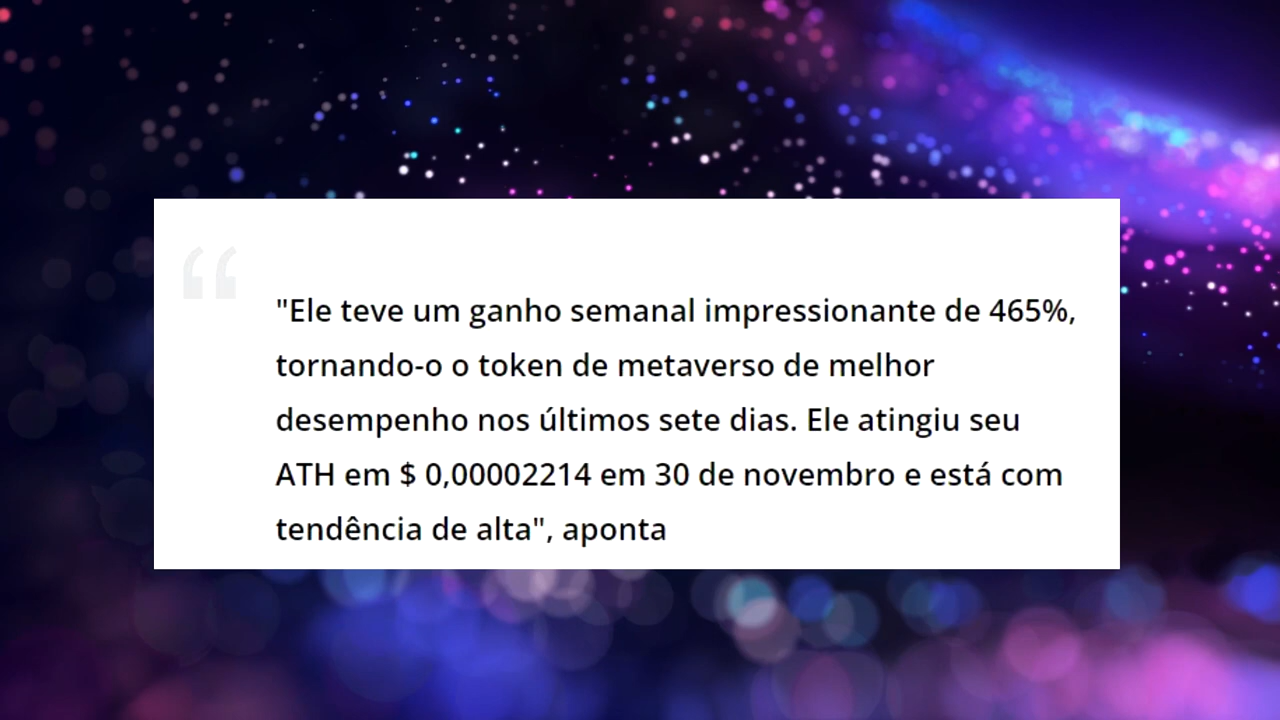 "Ele teve um ganho semanal impressionante de 465%,
tornando-o o token de metaverso de melhor
desempenho nos últimos sete dias. Ele atingiu seu
ATH em $ 0,00002214 em 30 de novembro e está com
tendência de alta", aponta